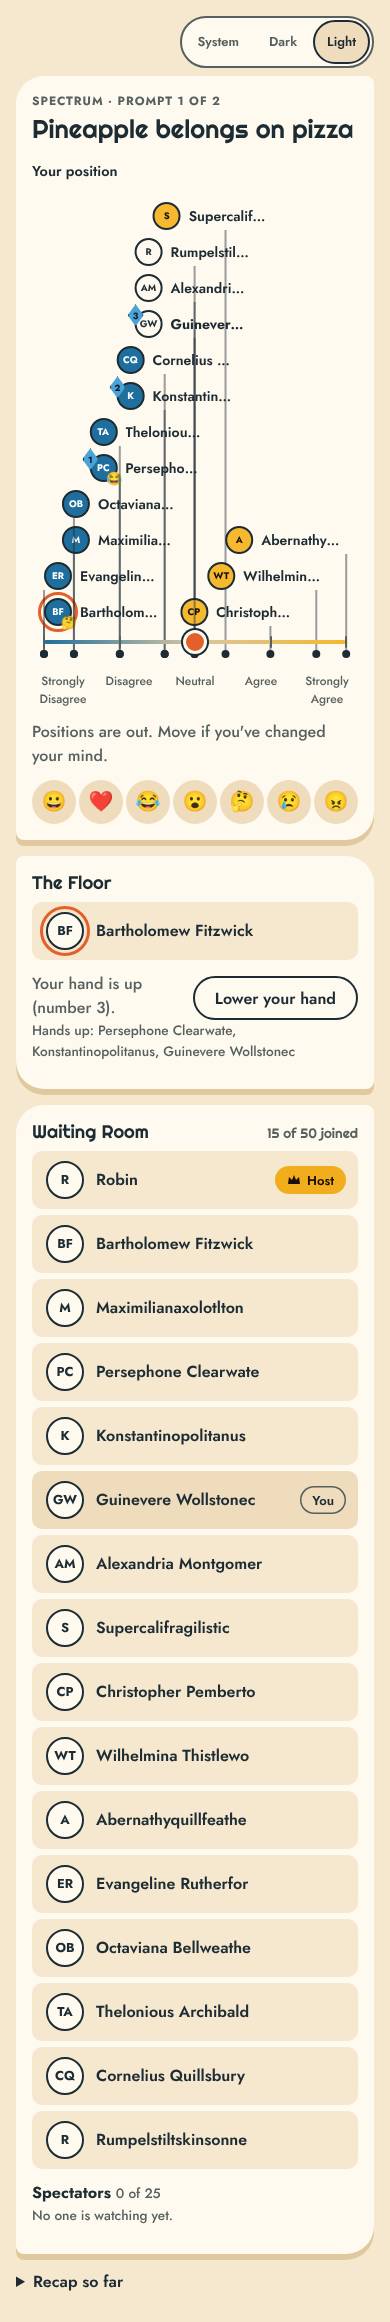 System Dark Light
SPECTRUM · PROMPT 1 OF 2
Pineapple belongs on pizza
Your position
S Supercalif...
R Rumpelstil...
AM Alexandri...
3 GW Guinever...
CQ Cornelius ...
2 K Konstantin...
TA Theloniou...
1 PC Persepho...
OB Octaviana...
M Maximilia... A Abernathy...
ER Evangelin... WT Wilhelmin...
BF Bartholom... CP Christoph...
Strongly Disagree Neutral Agree Strongly
Disagree Agree
Positions are out. Move if you've changed
your mind.
The Floor
BF Bartholomew Fitzwick
Your hand is up
(number 3).
Lower your hand
Hands up: Persephone Clearwate,
Konstantinopolitanus, Guinevere Wollstonec
Waiting Room 15 of 50 joined
R Robin Host
BF Bartholomew Fitzwick
M Maximilianaxolotlton
PC Persephone Clearwate
K Konstantinopolitanus
GW Guinevere Wollstonec You
AM Alexandria Montgomer
S Supercalifragilistic
CP Christopher Pemberto
WT Wilhelmina Thistlewo
A Abernathyquillfeathe
ER Evangeline Rutherfor
OB Octaviana Bellweathe
TA Thelonious Archibald
CQ Cornelius Quillsbury
R Rumpelstiltskinsonne
Spectators 0 of 25
No one is watching yet.
Recap so far